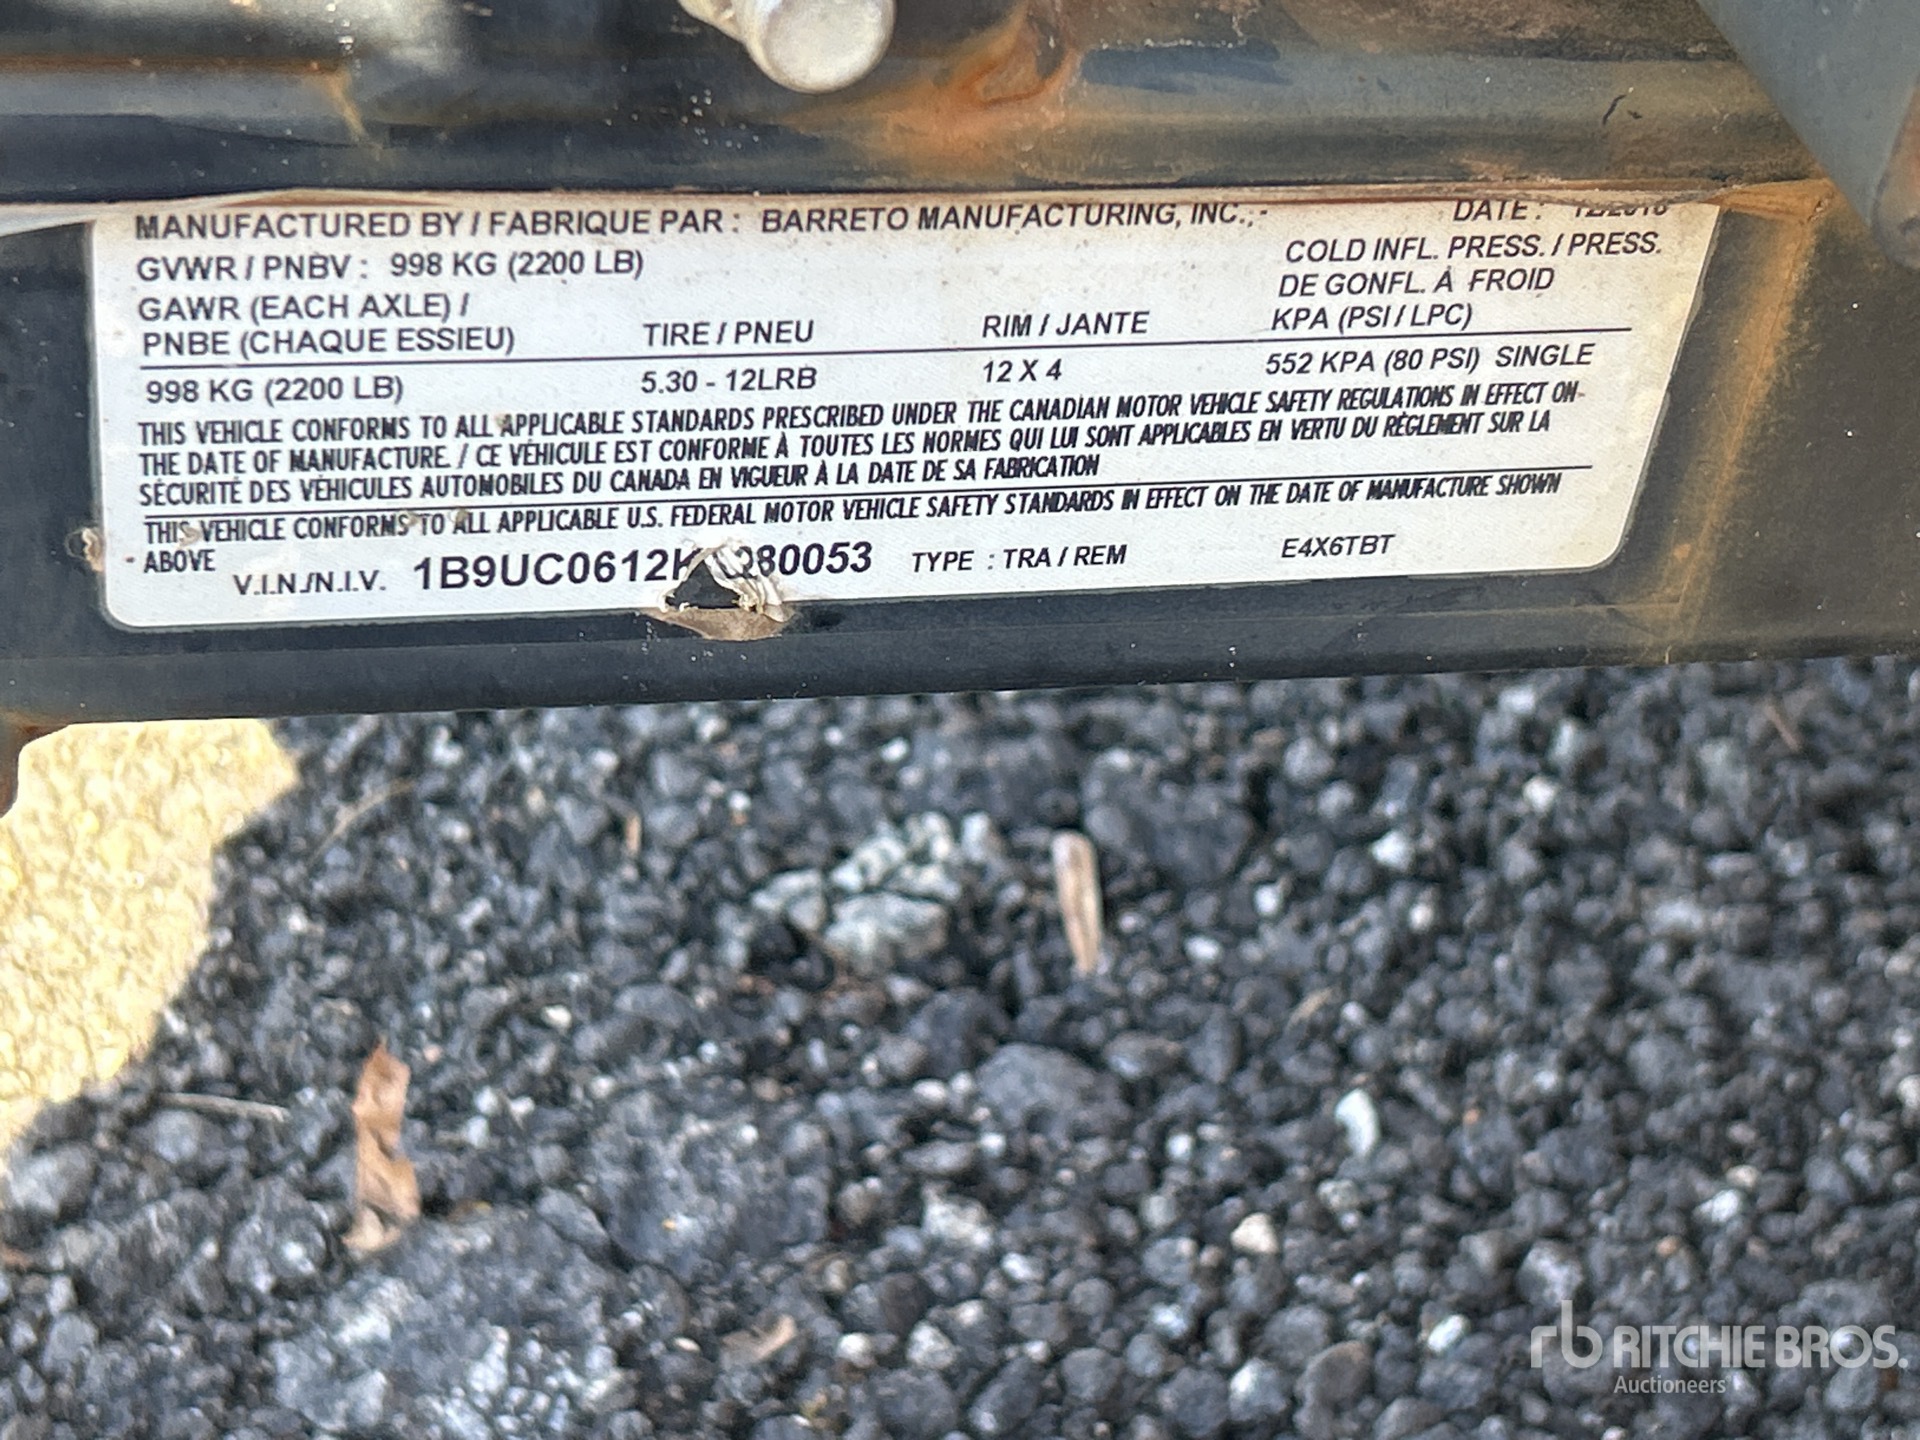 MANUFACTURED BY / FABRIQUE PAR : BARRETO MANUFACTURING, INC., DATE :
GVWR / PNBV : 998 KG (2200 LB)
COLD INFL. PRESS. / PRESS.
DE GONFL. À FROID
KPA (PSI / LPC)
GAWR (EACH AXLE) /
PNBE (CHAQUE ESSIEU) TIRE / PNEU RIM / JANTE
998 KG (2200 LB) 5.30 - 12LRB 12 X 4 552 KPA (80 PSI) SINGLE
THIS VEHICLE CONFORMS TO ALL APPLICABLE STANDARDS PRESCRIBED UNDER THE CANADIAN MOTOR VEHICLE SAFETY REGULATIONS IN EFFECT ON
THE DATE OF MANUFACTURE. / CE VÉHICULE EST CONFORME À TOUTES LES NORMES QUI LUI SONT APPLICABLES EN VERTU DU RÈGLEMENT SUR LA
SÉCURITÉ DES VÉHICULES AUTOMOBILES DU CANADA EN VIGUEUR À LA DATE DE SA FABRICATION
THIS VEHICLE CONFORMS TO ALL APPLICABLE U.S. FEDERAL MOTOR VEHICLE SAFETY STANDARDS IN EFFECT ON THE DATE OF MANUFACTURE SHOWN
ABOVE
V.I.N./N.I.V. TYPE : TRA / REM E4X6TBT
rb RITCHIE BROS.
Auctioneers